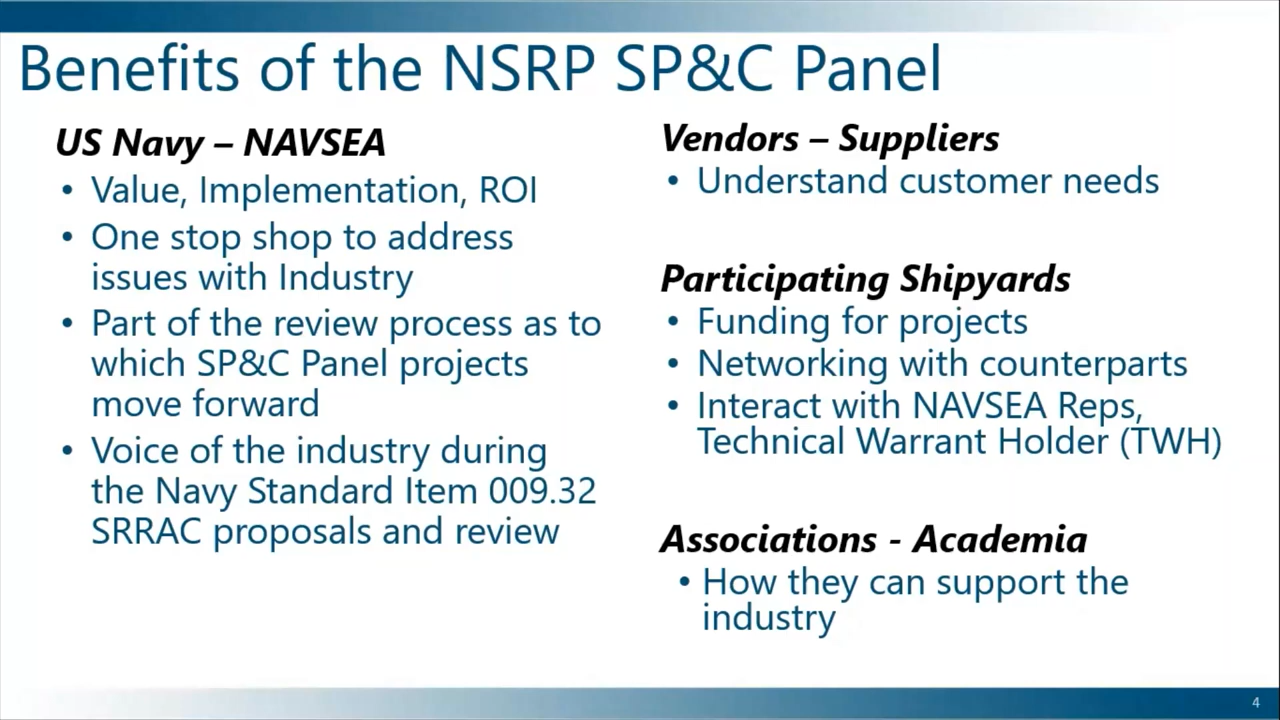 Benefits of the NSRP SP&C Panel
US Navy – NAVSEA
• Value, Implementation, ROI
• One stop shop to address
issues with Industry
• Part of the review process as to
which SP&C Panel projects
move forward
• Voice of the industry during
the Navy Standard Item 009.32
SRRAC proposals and review
Vendors – Suppliers
• Understand customer needs
Participating Shipyards
• Funding for projects
• Networking with counterparts
• Interact with NAVSEA Reps,
Technical Warrant Holder (TWH)
Associations - Academia
• How they can support the
industry
4